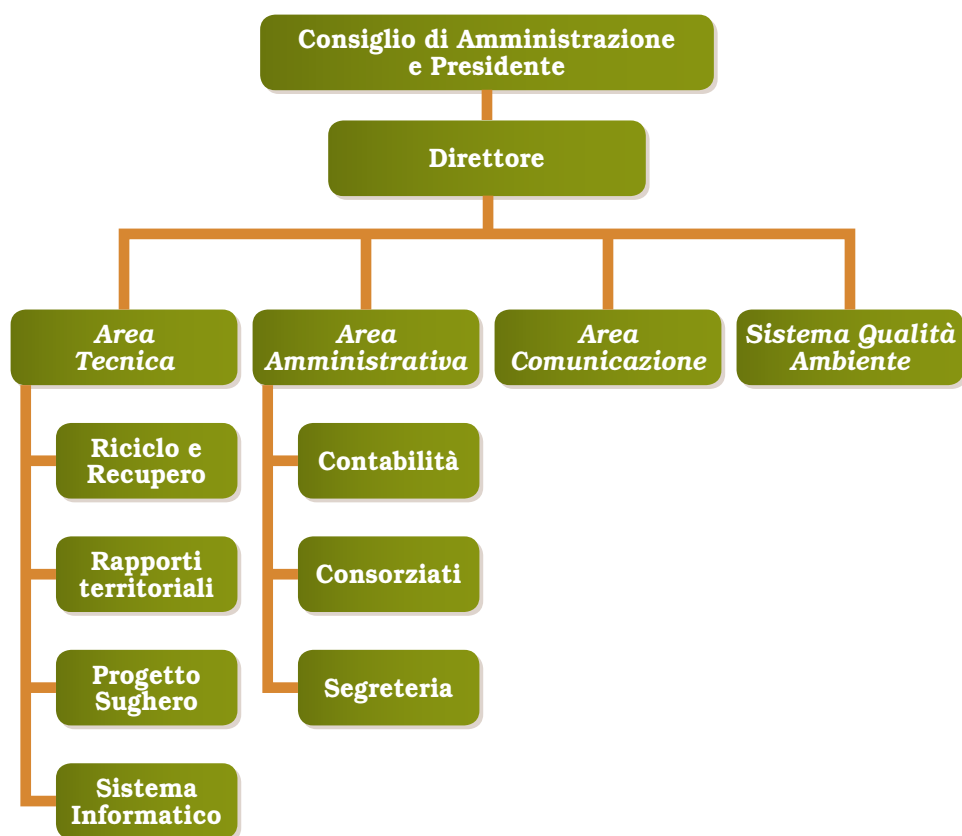 Consiglio di Amministrazione
e Presidente
Direttore
Area
Tecnica
Area
Amministrativa
Area
Comunicazione
Sistema Qualità
Ambiente
Riciclo e
Recupero
Rapporti
territoriali
Progetto
Sughero
Sistema
Informatico
Contabilità
Consorziati
Segreteria